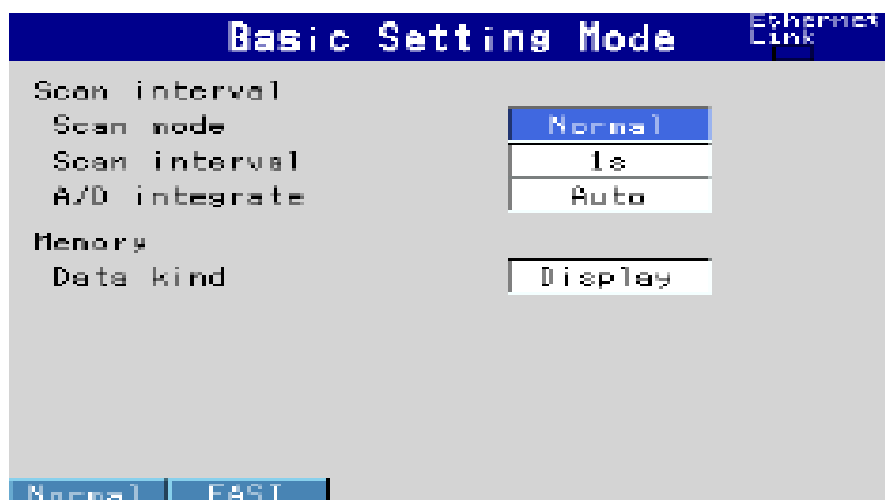 Basic Setting Mode
Ethernet
Link
Scan interval
Scan mode Normal
Scan interval 1s
A/D integrate Auto
Memory
Data kind Display
Normal FAST